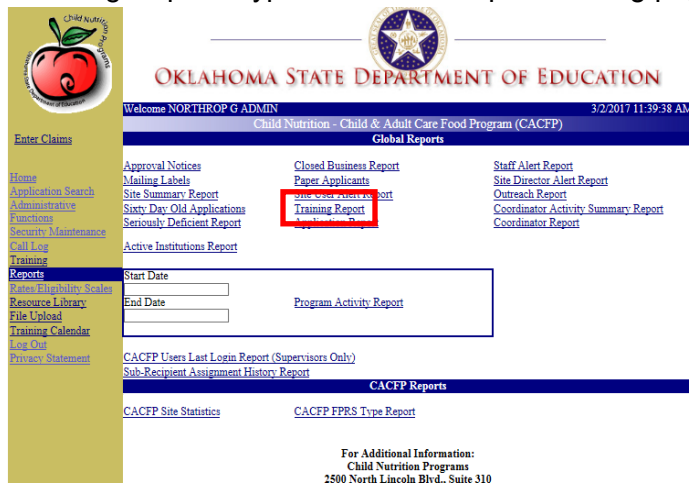 Child Nutrition Programs
OKLAHOMA STATE DEPARTMENT OF EDUCATION
Welcome NORTHROP G ADMIN 3/2/2017 11:39:38 AM
Child Nutrition - Child & Adult Care Food Program (CACFP)
Enter Claims
Global Reports
Approval Notices Closed Business Report Staff Alert Report
Home
Mailing Labels Paper Applicants Site Director Alert Report
Application Search
Site Summary Report Site User Alert Report Outreach Report
Administrative Functions
Sixty Day Old Applications Training Report Coordinator Activity Summary Report
Seriously Deficient Report Application Report Coordinator Report
Security Maintenance
Call Log
Active Institutions Report
Training
Reports
Start Date
Rates/Eligibility Scales
Resource Library
End Date Program Activity Report
File Upload
Training Calendar
Log Out
Privacy Statement
CACFP Users Last Login Report (Supervisors Only)
Sub-Recipient Assignment History Report
CACFP Reports
CACFP Site Statistics CACFP FPRS Type Report
For Additional Information:
Child Nutrition Programs
2500 North Lincoln Blvd., Suite 310